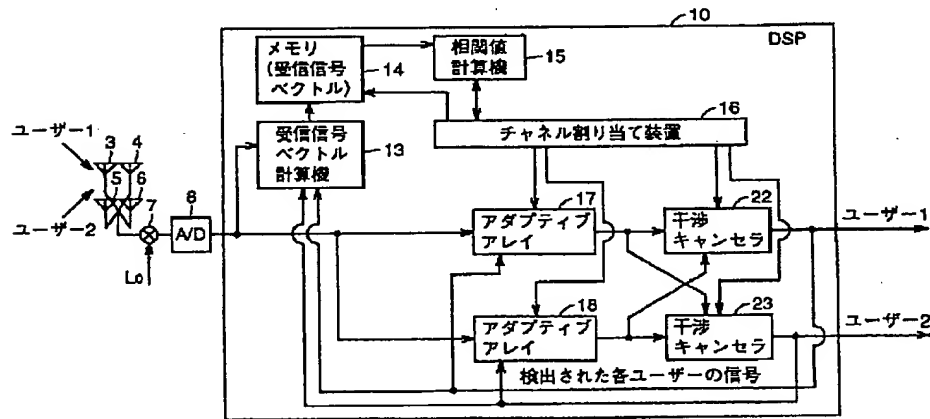 10
DSP
メモリ
(受信信号
ベクトル)
14
相関値
計算機
15
16
チャネル割り当て装置
ユーザー1
3
4
5
6
ユーザー2
7
Lo
8
A/D
受信信号
ベクトル
計算機
13
17
アダプティブ
アレイ
22
干渉
キャンセラ
ユーザー1
18
アダプティブ
アレイ
23
干渉
キャンセラ
ユーザー2
検出された各ユーザーの信号